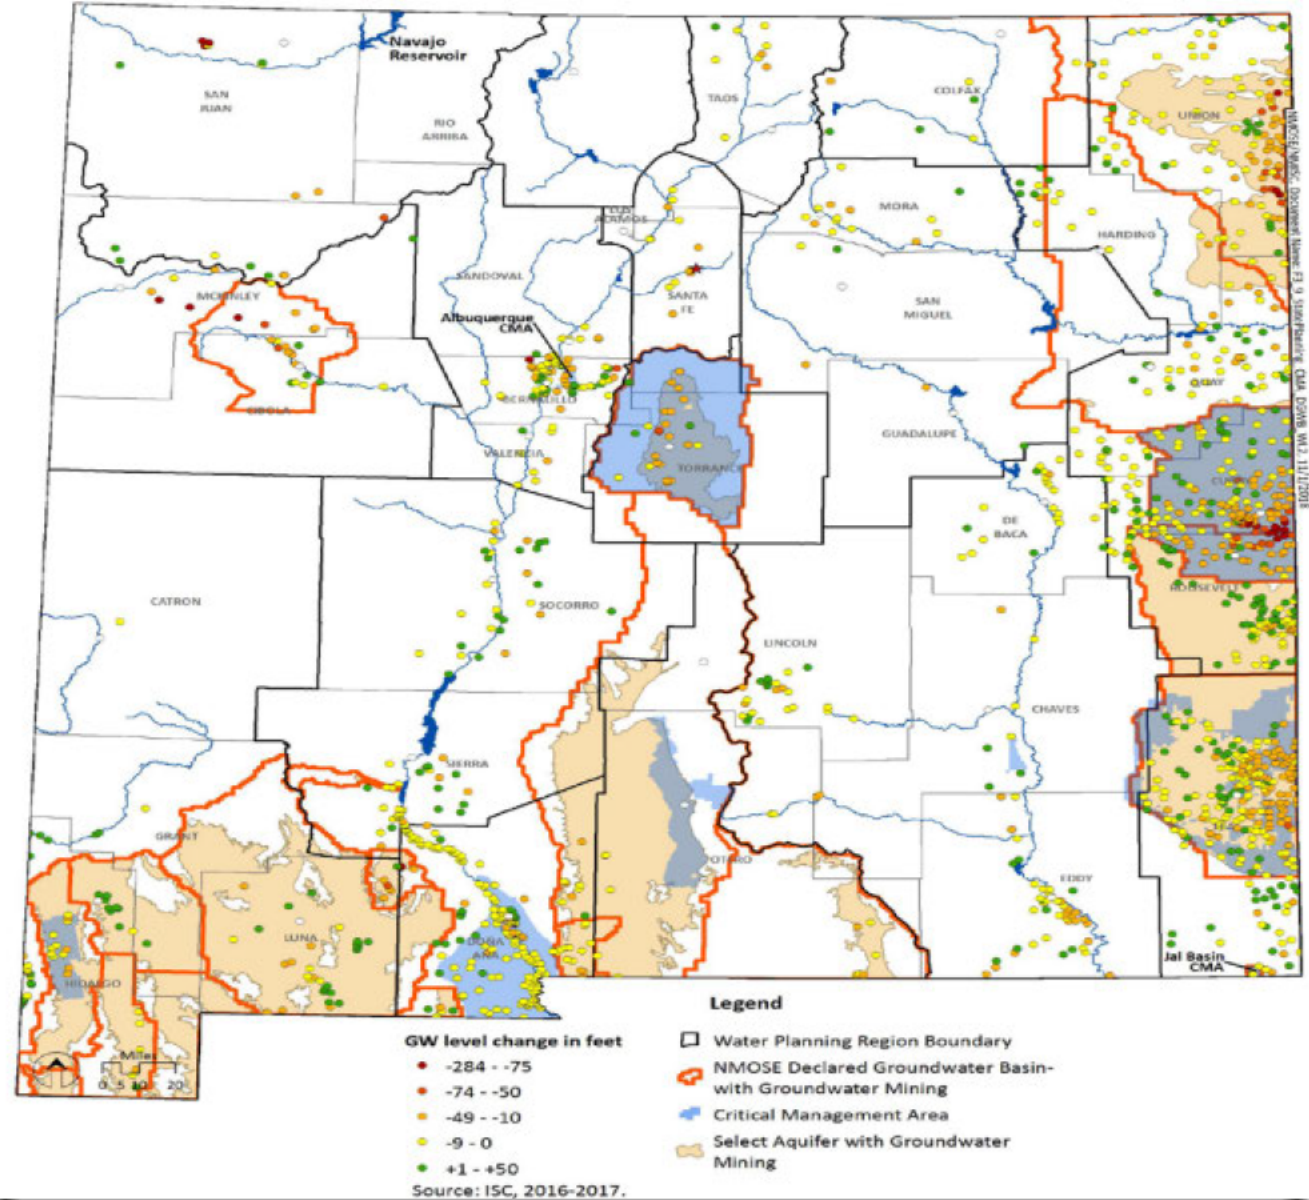 Navajo
Reservoir
SAN
JUAN
RIO
ARRIBA
TAOS
COLFAX
UNION
LOS
ALAMOS
MORA
HARDING
SANDOVAL
MCKINLEY
SANTA
FE
SAN
MIGUEL
Albuquerque
CMA
QUAY
BERNALILLO
CIBOLA
GUADALUPE
VALENCIA
TORRANCE
DE
BACA
CATRON
SOCORRO
ROOSEVELT
LINCOLN
CHAVES
SIERRA
GRANT
LEA
OTERO
EDDY
LUNA
DONA
ANA
Jal Basin
CMA
HIDALGO
Miles
0 5 10 20
Legend
GW level change in feet
-284 - -75
-74 - -50
-49 - -10
-9 - 0
+1 - +50
Source: ISC, 2016-2017.
Water Planning Region Boundary
NMOSE Declared Groundwater Basin-
with Groundwater Mining
Critical Management Area
Select Aquifer with Groundwater
Mining